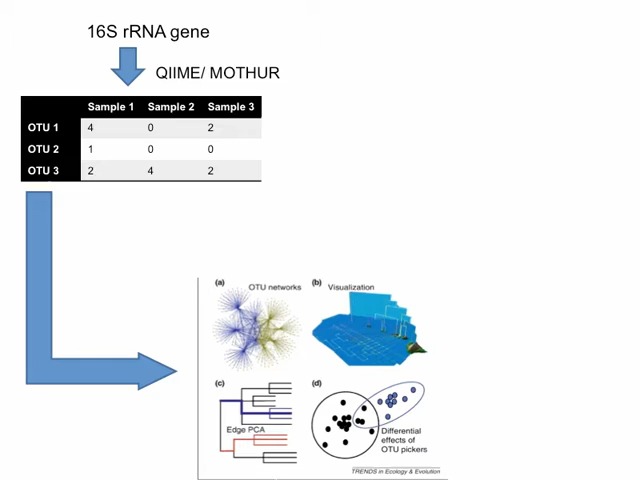 16S rRNA gene
QIIME/ MOTHUR
Sample 1 Sample 2 Sample 3
OTU 1 4 0 2
OTU 2 1 0 0
OTU 3 2 4 2
(a) OTU networks (b) Visualization
(c) (d)
Edge PCA
Differential
effects of
OTU pickers
TRENDS in Ecology & Evolution